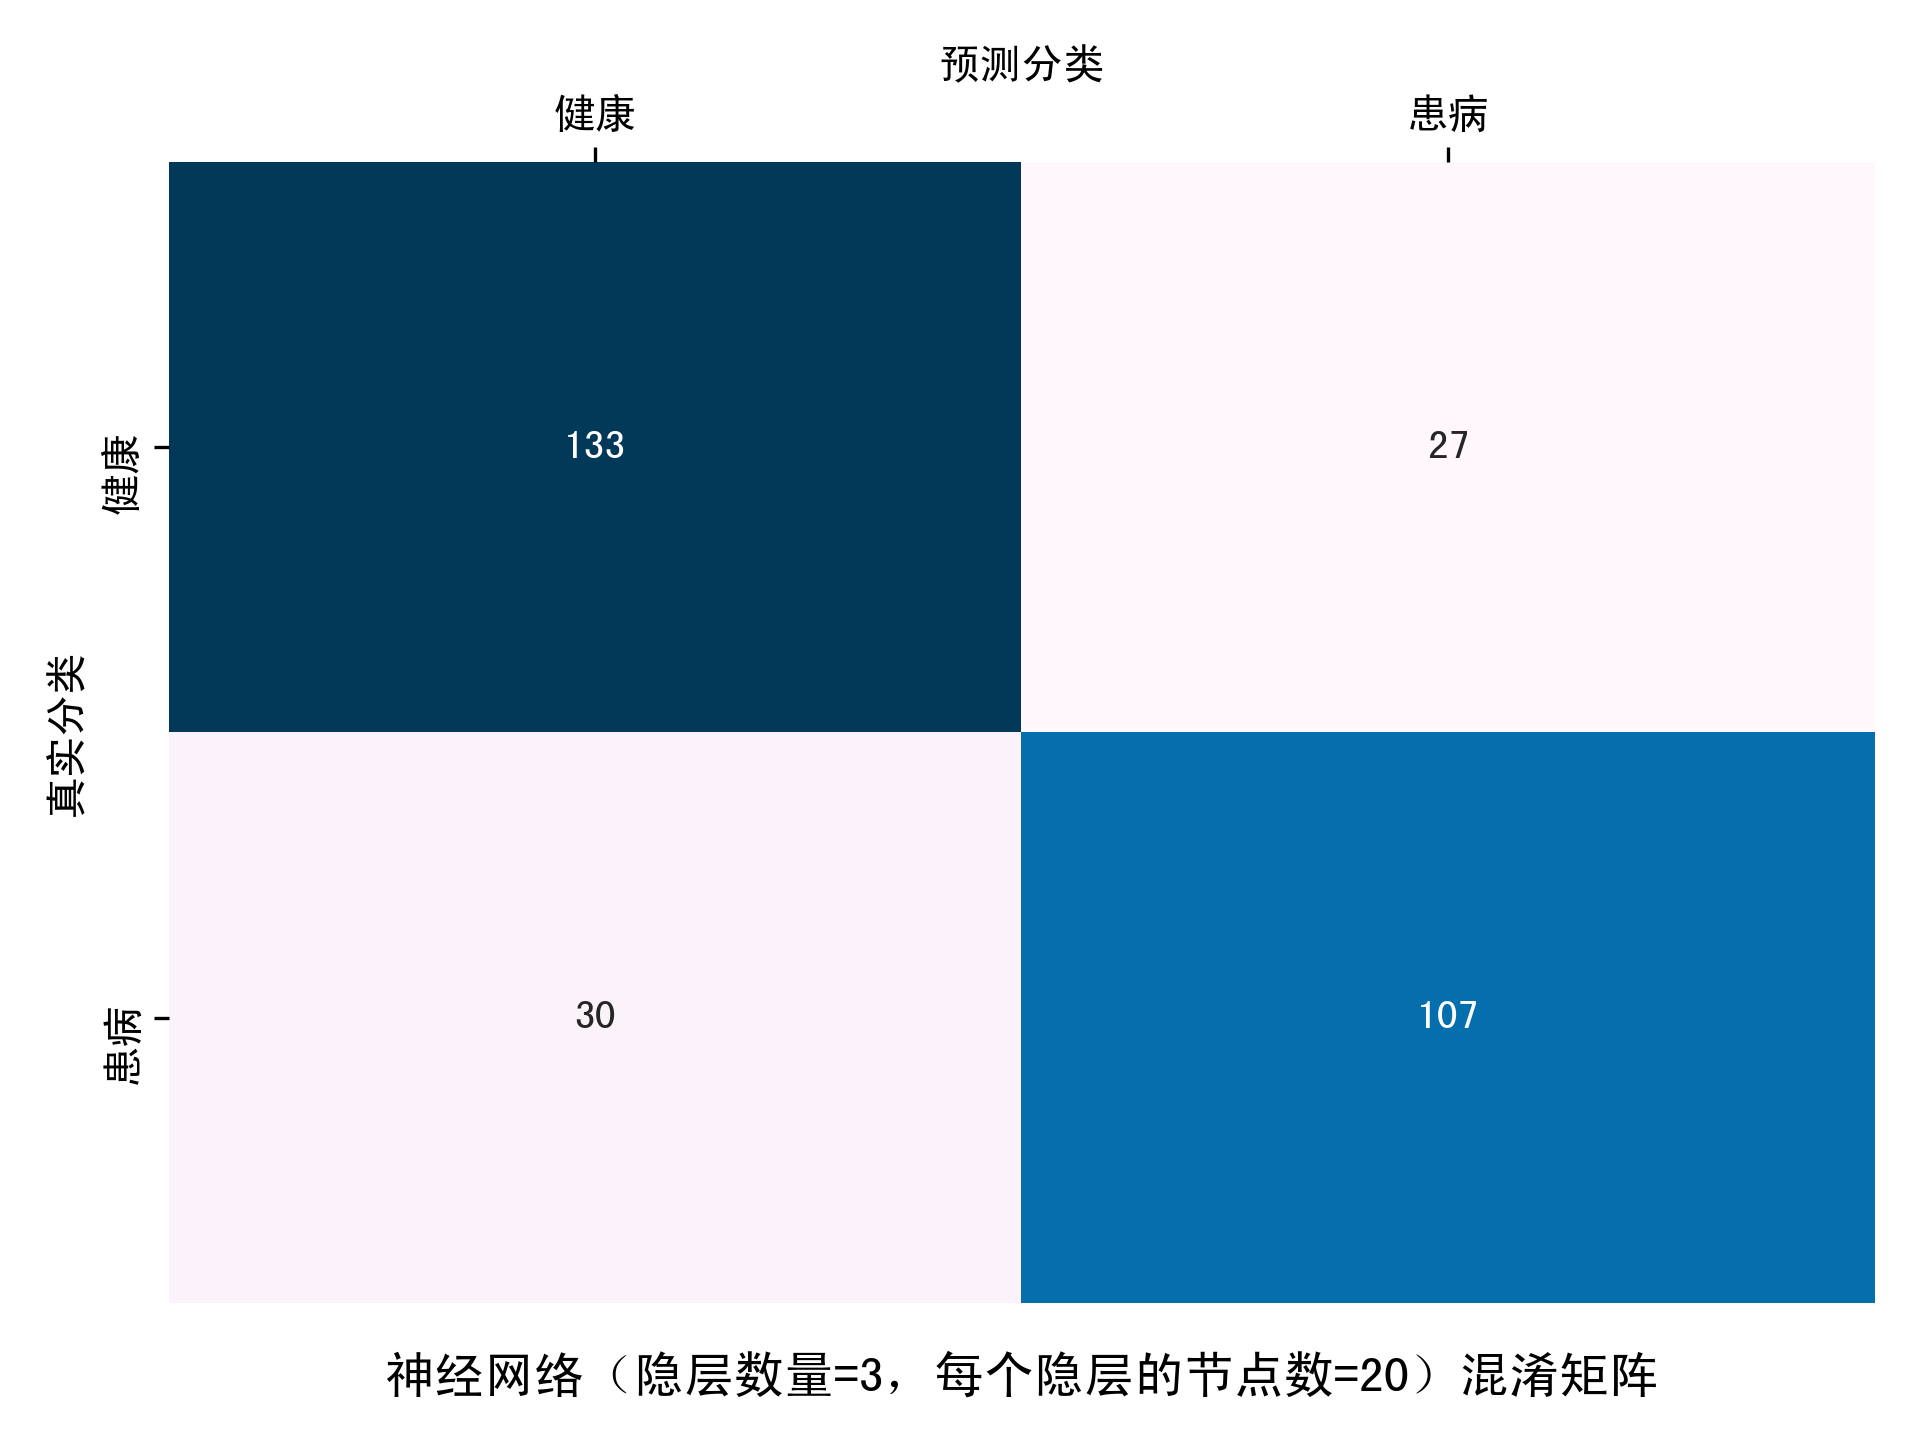 预测分类
健康 患病
健康
133 27
真实分类
患病
30 107
神经网络（隐层数量=3，每个隐层的节点数=20）混淆矩阵